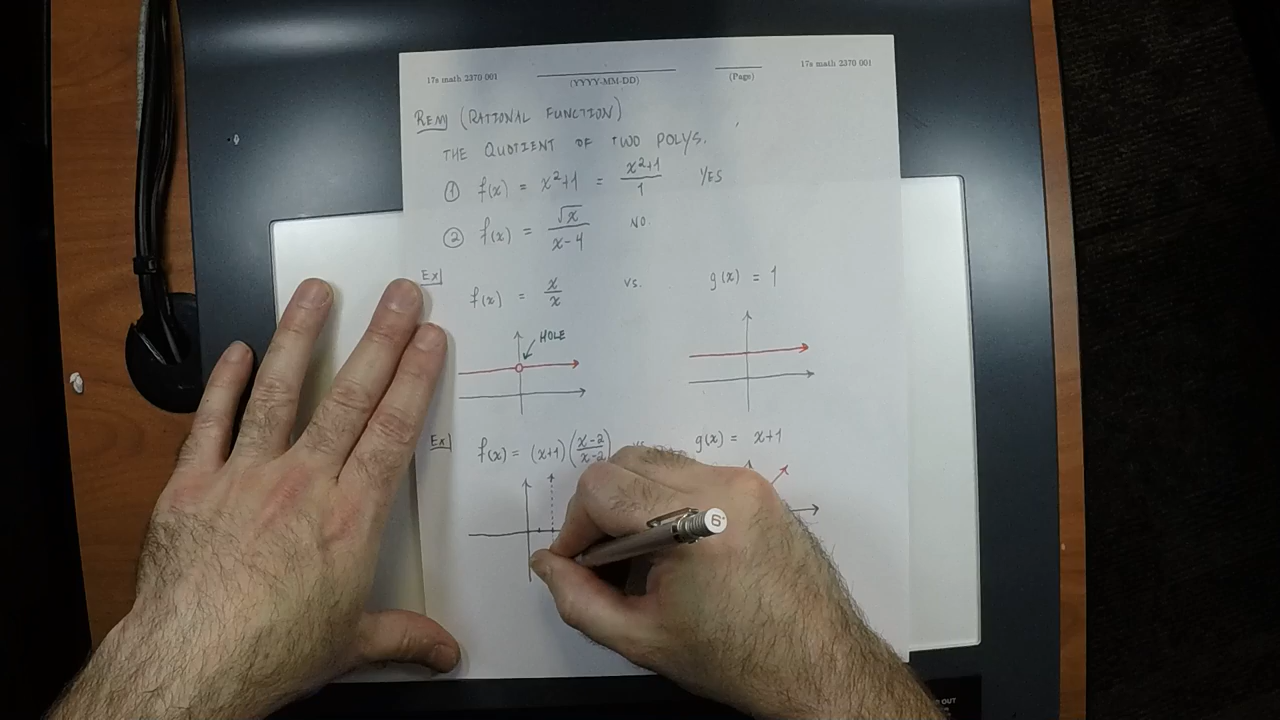 17s math 2370 001 (YYYY-MM-DD) (Page) 17s math 2370 001
REM (RATIONAL FUNCTION)
THE QUOTIENT OF TWO POLYS.
① f(x) = x²+1 = x²+1/1 YES
② f(x) = √x/x-4 NO
Ex f(x) = x/x vs. g(x) = 1
HOLE
Ex f(x) = (x+1)(x-2/x-2) g(x) = x+1
OUT